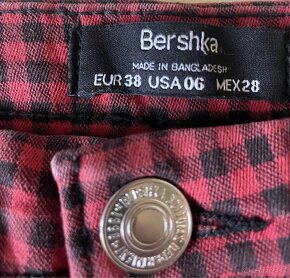 Bershka
MADE IN BANGLADESH
EUR 38 USA 06 MEX 28